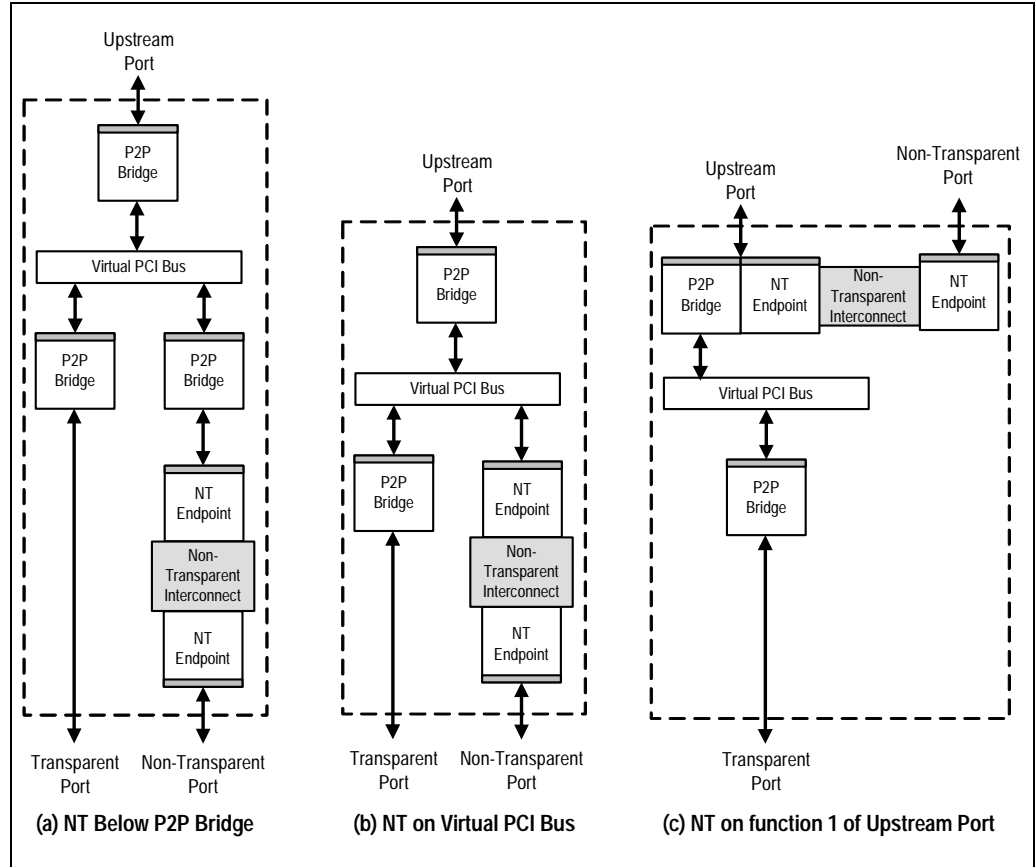 Upstream
Port
P2P
Bridge
Virtual PCI Bus
P2P
Bridge
P2P
Bridge
NT
Endpoint
Non-
Transparent
Interconnect
NT
Endpoint
Transparent
Port
Non-Transparent
Port
(a) NT Below P2P Bridge
Upstream
Port
P2P
Bridge
Virtual PCI Bus
P2P
Bridge
NT
Endpoint
Non-
Transparent
Interconnect
NT
Endpoint
Transparent
Port
Non-Transparent
Port
(b) NT on Virtual PCI Bus
Upstream
Port
Non-Transparent
Port
P2P
Bridge
NT
Endpoint
Non-
Transparent
Interconnect
NT
Endpoint
Virtual PCI Bus
P2P
Bridge
Transparent
Port
(c) NT on function 1 of Upstream Port